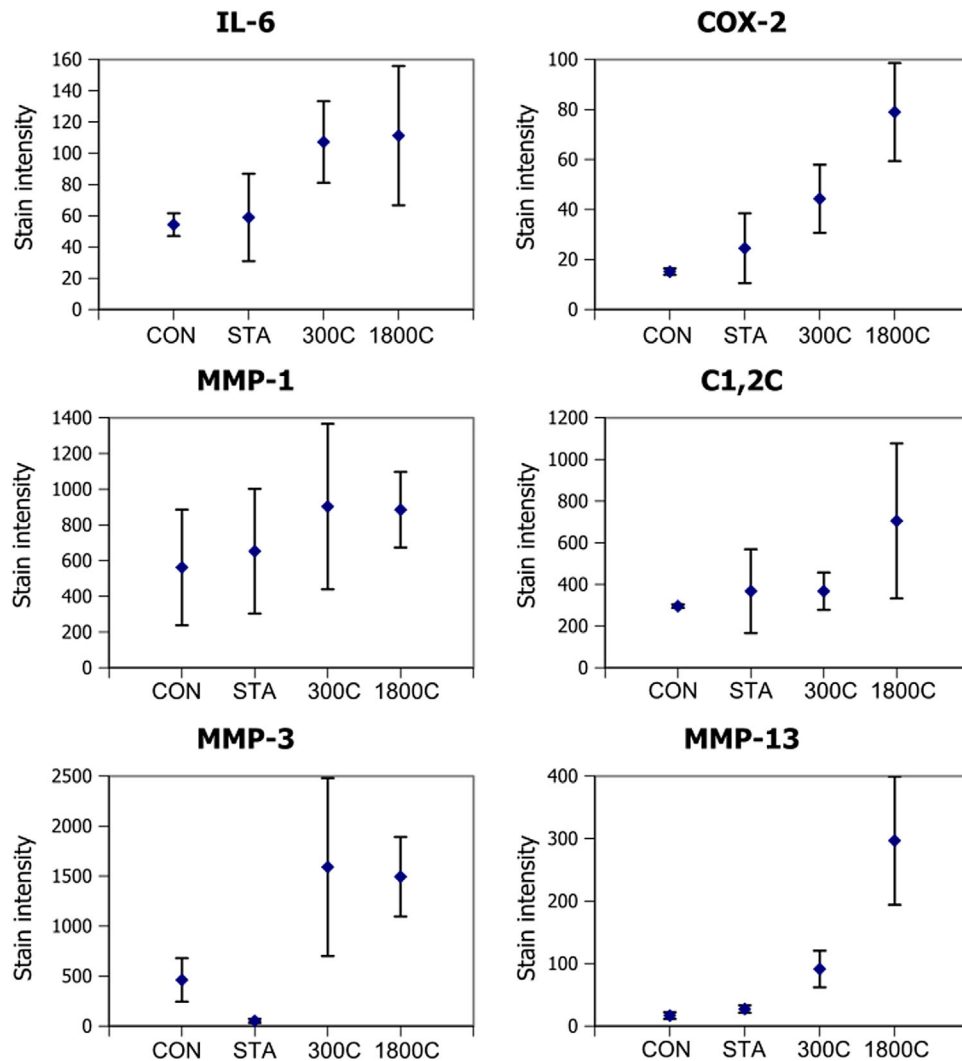 IL-6
Stain intensity
160
140
120
100
80
60
40
20
0
CON STA 300C 1800C
COX-2
Stain intensity
100
80
60
40
20
0
CON STA 300C 1800C
MMP-1
Stain intensity
1400
1200
1000
800
600
400
200
0
CON STA 300C 1800C
C1,2C
Stain intensity
1200
1000
800
600
400
200
0
CON STA 300C 1800C
MMP-3
Stain intensity
2500
2000
1500
1000
500
0
CON STA 300C 1800C
MMP-13
Stain intensity
400
300
200
100
0
CON STA 300C 1800C